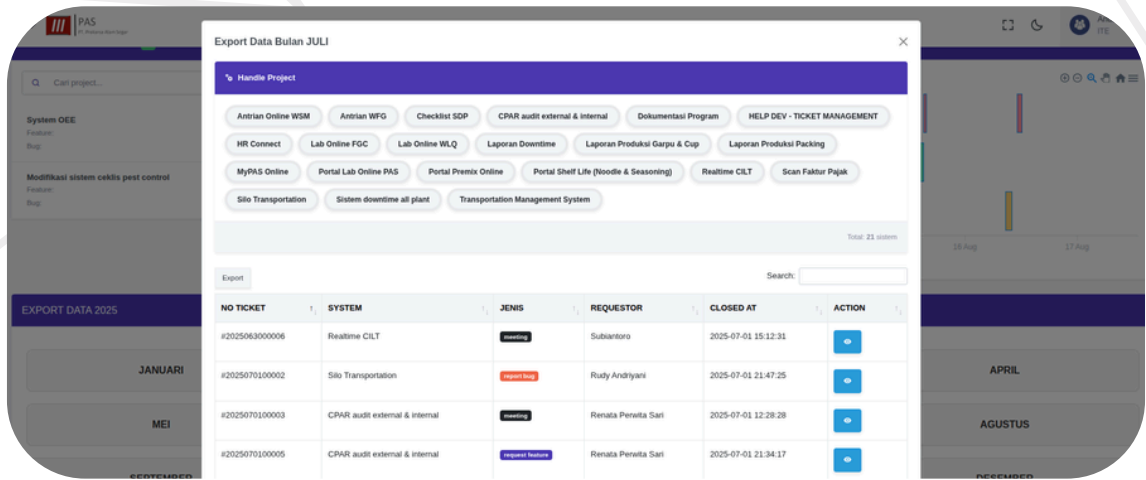 PAS
Export Data Bulan JULI
ITE
Handle Project
Cari project...
Antrian Online WSM Antrian WFG Checklist SDP CPAR audit external & internal Dokumentasi Program HELP DEV - TICKET MANAGEMENT
System OEE
Feature:
Bug:
HR Connect Lab Online FGC Lab Online WLQ Laporan Downtime Laporan Produksi Garpu & Cup Laporan Produksi Packing
Modifikasi sistem ceklis pest control
Feature:
Bug:
MyPAS Online Portal Lab Online PAS Portal Premix Online Portal Shelf Life (Noodle & Seasoning) Realtime CILT Scan Faktur Pajak
Silo Transportation Sistem downtime all plant Transportation Management System
Total: 21 sistem
16 Aug 17 Aug
Export
Search:
EXPORT DATA 2025
NO TICKET SYSTEM JENIS REQUESTOR CLOSED AT ACTION
#2025063000006 Realtime CILT meeting Subiantoro 2025-07-01 15:12:31
JANUARI
APRIL
#2025070100002 Silo Transportation report bug Rudy Andriyani 2025-07-01 21:47:25
#2025070100003 CPAR audit external & internal meeting Renata Perwita Sari 2025-07-01 12:28:28
MEI
AGUSTUS
#2025070100005 CPAR audit external & internal request feature Renata Perwita Sari 2025-07-01 21:34:17
SEPTEMBER
DESEMBER